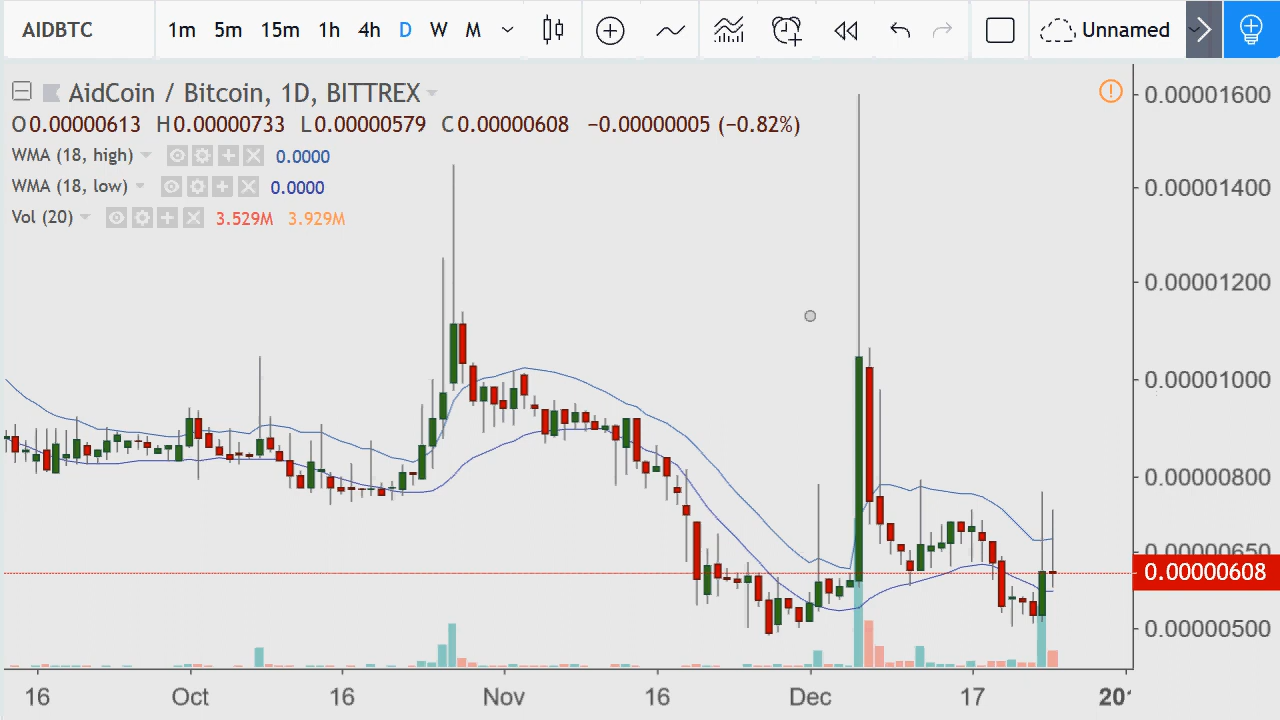 AIDBTC 1m 5m 15m 1h 4h D W M Unnamed
AidCoin / Bitcoin, 1D, BITTREX
O0.00000613 H0.00000733 L0.00000579 C0.00000608 −0.00000005 (−0.82%)
WMA (18, high) 0.0000
WMA (18, low) 0.0000
Vol (20) 3.529M 3.929M
0.00001600
0.00001400
0.00001200
0.00001000
0.00000800
0.00000650
0.00000608
0.00000500
16 Oct 16 Nov 16 Dec 17